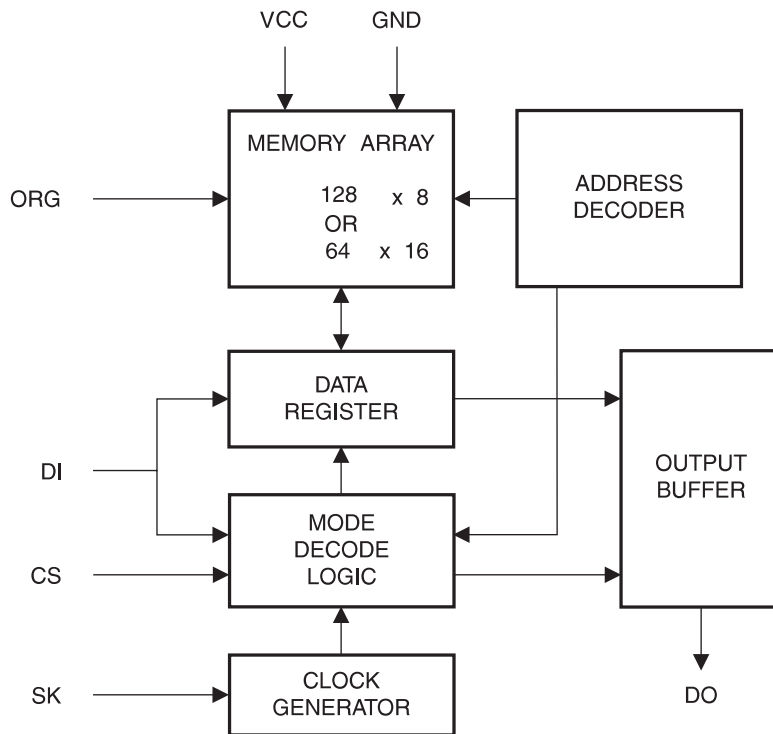 VCC
GND
MEMORY ARRAY
ORG
128 x 8
OR
64 x 16
ADDRESS
DECODER
DATA
REGISTER
DI
OUTPUT
BUFFER
MODE
DECODE
LOGIC
CS
SK
CLOCK
GENERATOR
DO